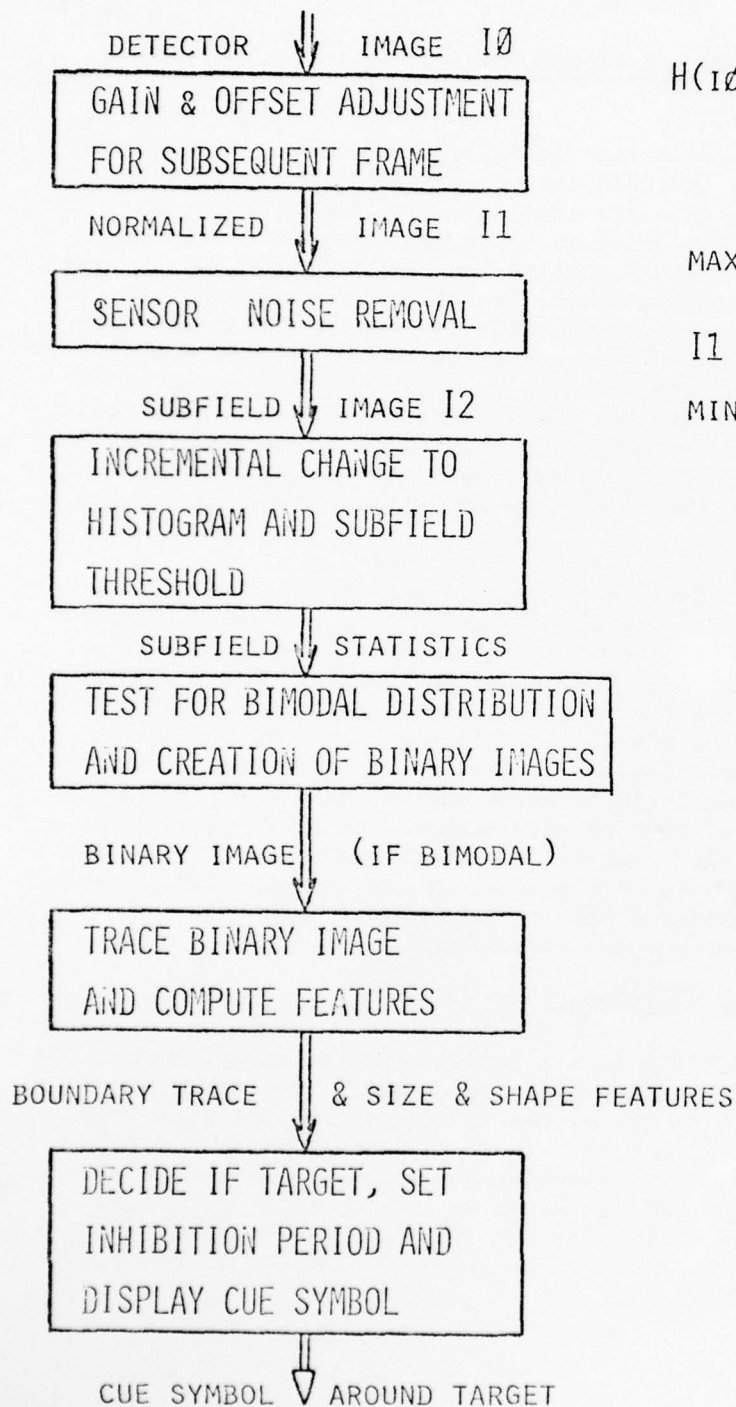 DETECTOR IMAGE IØ
GAIN & OFFSET ADJUSTMENT
FOR SUBSEQUENT FRAME
NORMALIZED IMAGE I1
SENSOR NOISE REMOVAL
SUBFIELD IMAGE I2
INCREMENTAL CHANGE TO
HISTOGRAM AND SUBFIELD
THRESHOLD
SUBFIELD STATISTICS
TEST FOR BIMODAL DISTRIBUTION
AND CREATION OF BINARY IMAGES
BINARY IMAGE (IF BIMODAL)
TRACE BINARY IMAGE
AND COMPUTE FEATURES
BOUNDARY TRACE & SIZE & SHAPE FEATURES
DECIDE IF TARGET, SET
INHIBITION PERIOD AND
DISPLAY CUE SYMBOL
CUE SYMBOL AROUND TARGET
H(IØ
MAX
I1
MIN